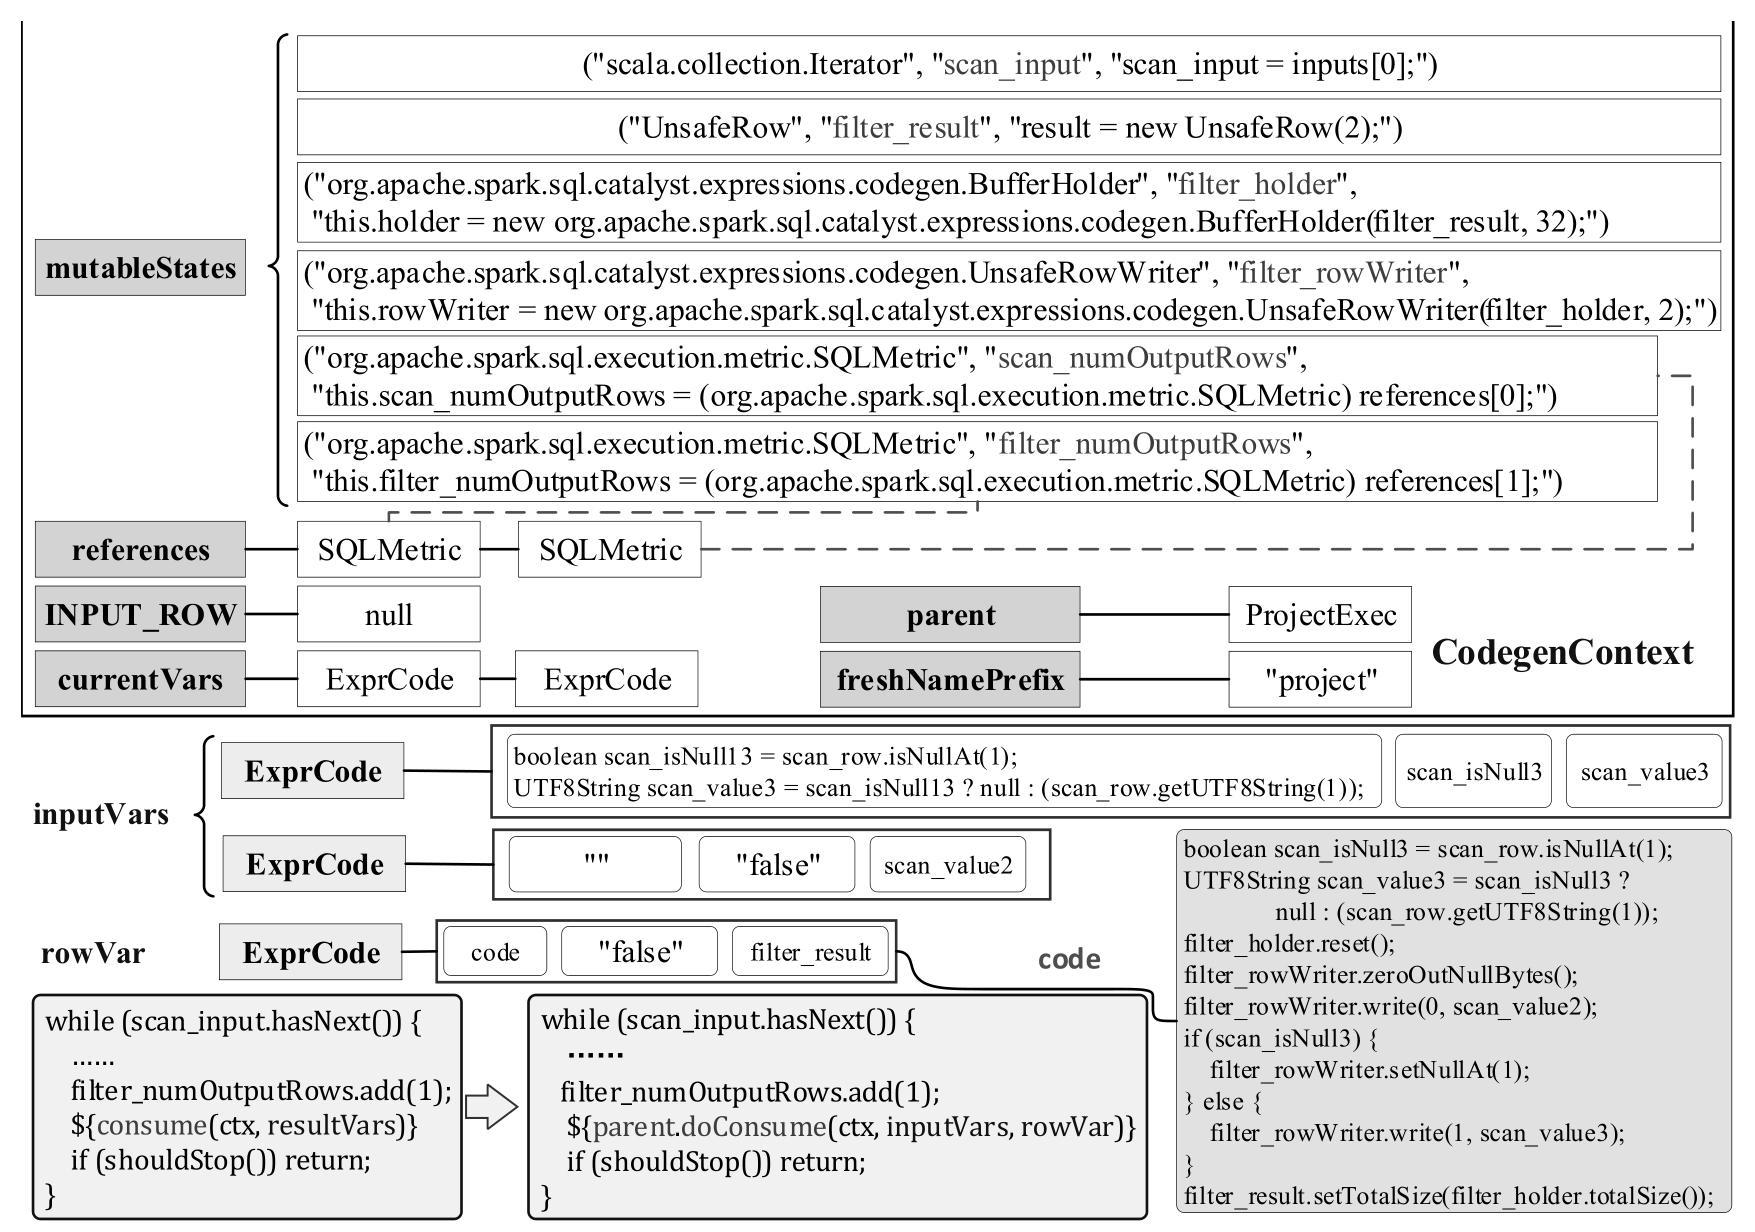 ("scala.collection.Iterator", "scan_input", "scan_input = inputs[0];")
("UnsafeRow", "filter_result", "result = new UnsafeRow(2);")
("org.apache.spark.sql.catalyst.expressions.codegen.BufferHolder", "filter_holder",
"this.holder = new org.apache.spark.sql.catalyst.expressions.codegen.BufferHolder(filter_result, 32);")
mutableStates
("org.apache.spark.sql.catalyst.expressions.codegen.UnsafeRowWriter", "filter_rowWriter",
"this.rowWriter = new org.apache.spark.sql.catalyst.expressions.codegen.UnsafeRowWriter(filter_holder, 2);")
("org.apache.spark.sql.execution.metric.SQLMetric", "scan_numOutputRows",
"this.scan_numOutputRows = (org.apache.spark.sql.execution.metric.SQLMetric) references[0];")
("org.apache.spark.sql.execution.metric.SQLMetric", "filter_numOutputRows",
"this.filter_numOutputRows = (org.apache.spark.sql.execution.metric.SQLMetric) references[1];")
references
SQLMetric
SQLMetric
INPUT_ROW
null
parent
ProjectExec
CodegenContext
currentVars
ExprCode
ExprCode
freshNamePrefix
"project"
inputVars
ExprCode
boolean scan_isNull13 = scan_row.isNullAt(1);
UTF8String scan_value3 = scan_isNull13 ? null : (scan_row.getUTF8String(1));
scan_isNull3
scan_value3
ExprCode
""
"false"
scan_value2
rowVar
ExprCode
code
"false"
filter_result
code
boolean scan_isNull3 = scan_row.isNullAt(1);
UTF8String scan_value3 = scan_isNull3 ?
null : (scan_row.getUTF8String(1));
filter_holder.reset();
filter_rowWriter.zeroOutNullBytes();
filter_rowWriter.write(0, scan_value2);
if (scan_isNull3) {
filter_rowWriter.setNullAt(1);
} else {
filter_rowWriter.write(1, scan_value3);
}
filter_result.setTotalSize(filter_holder.totalSize());
while (scan_input.hasNext()) {
......
filter_numOutputRows.add(1);
${consume(ctx, resultVars)}
if (shouldStop()) return;
}
while (scan_input.hasNext()) {
......
filter_numOutputRows.add(1);
${parent.doConsume(ctx, inputVars, rowVar)}
if (shouldStop()) return;
}